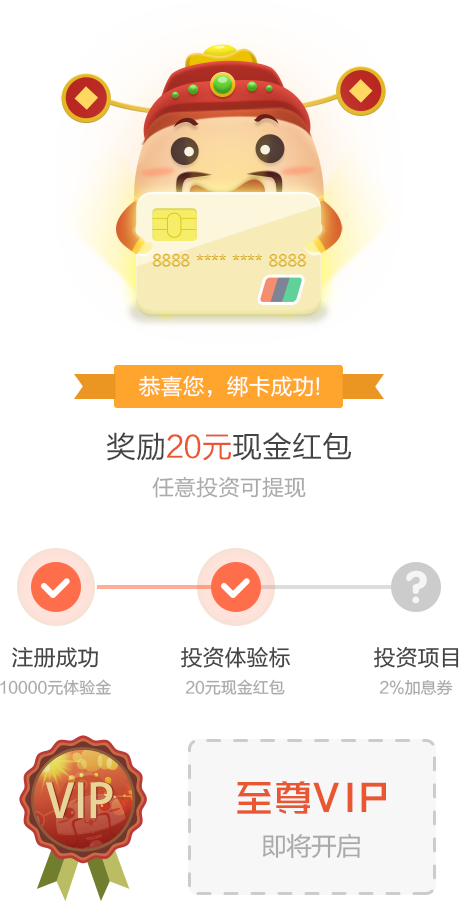 8888 **** **** 8888
恭喜您，绑卡成功!
奖励20元现金红包
任意投资可提现
注册成功 投资体验标 投资项目
10000元体验金 20元现金红包 2%加息券
VIP
至尊VIP
即将开启